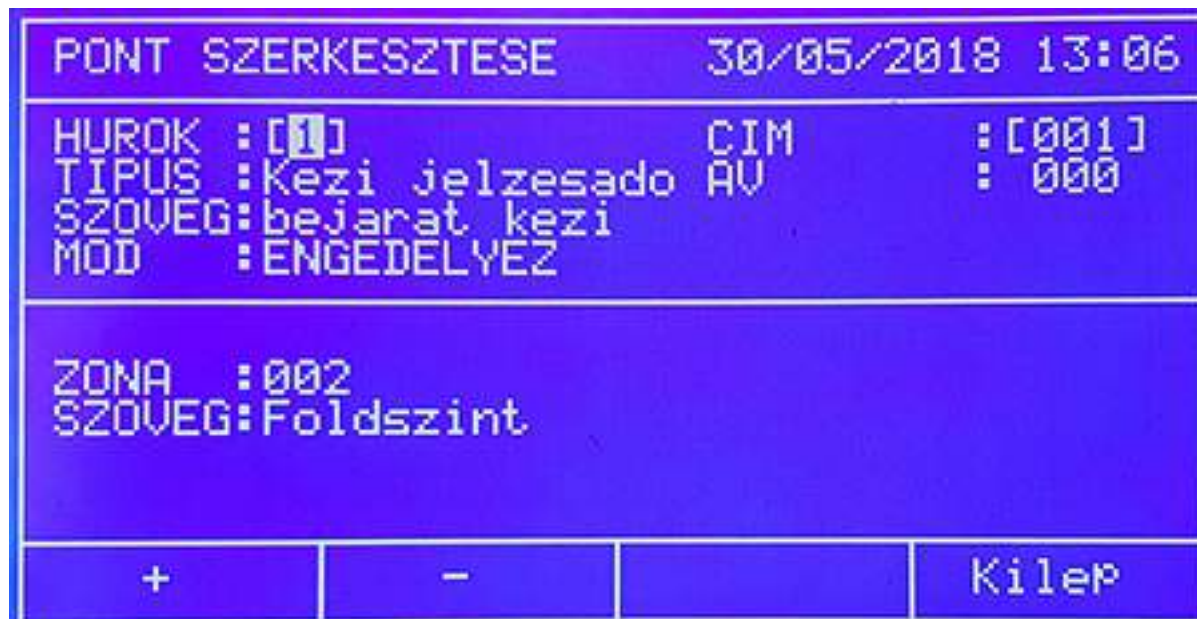 PONT SZERKESZTESE 30/05/2018 13:06
HUROK :[1] CIM :[001]
TIPUS :Kezi jelzesado AV : 000
SZOVEG:bejarat kezi
MOD :ENGEDELYEZ
ZONA :002
SZOVEG:Foldszint
+ - Kilep